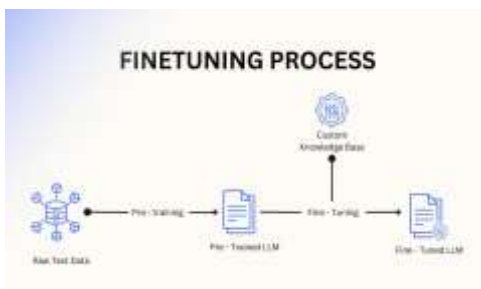 FINETUNING PROCESS
Custom
Knowledge Base
Pre - training
Fine - Tuning
Raw Text Data
Pre - Trained LLM
Fine - Tuned LLM